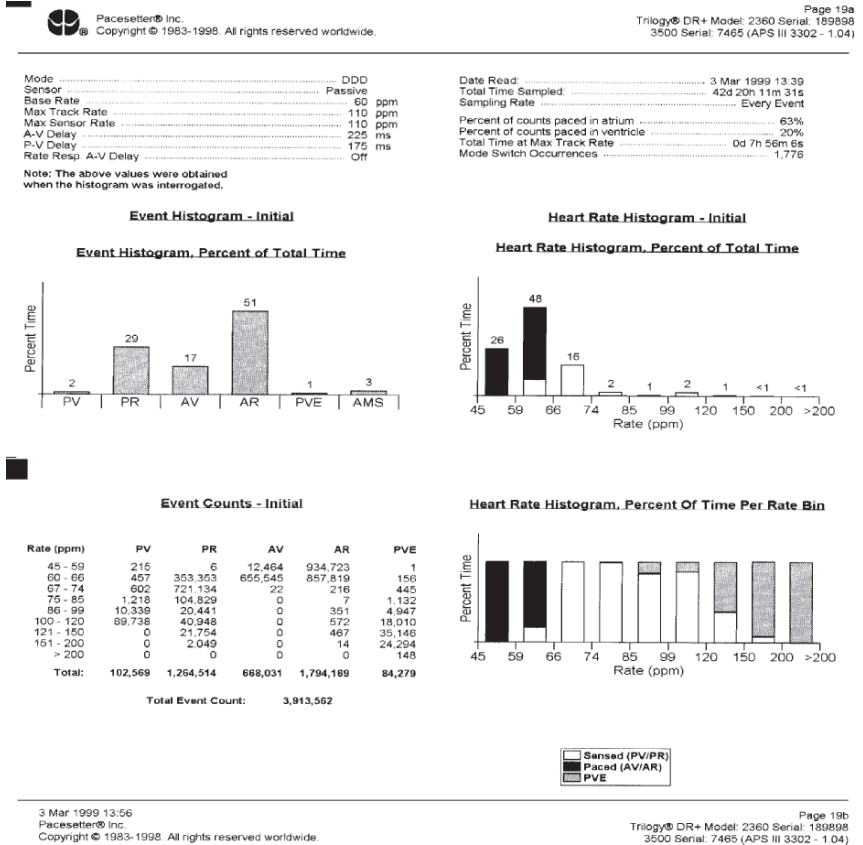 Pacesetter® Inc.
Copyright © 1983-1998. All rights reserved worldwide.
Page 19a
Trilogy® DR+ Model: 2360 Serial: 189898
3500 Serial: 7465 (APS III 3302 - 1.04)
Mode DDD
Sensor Passive
Base Rate 60 ppm
Max Track Rate 110 ppm
Max Sensor Rate 110 ppm
A-V Delay 225 ms
P-V Delay 175 ms
Rate Resp. A-V Delay Off
Note: The above values were obtained
when the histogram was interrogated.
Date Read: 3 Mar 1999 13:39
Total Time Sampled: 42d 20h 11m 31s
Sampling Rate Every Event
Percent of counts paced in atrium 63%
Percent of counts paced in ventricle 20%
Total Time at Max Track Rate 0d 7h 56m 6s
Mode Switch Occurrences 1,776
Event Histogram - Initial
Event Histogram, Percent of Total Time
Percent Time
2 29 17 51 1 3
PV PR AV AR PVE AMS
Heart Rate Histogram - Initial
Heart Rate Histogram, Percent of Total Time
Percent Time
26 48 16 2 1 2 1 <1 <1
45 59 66 74 85 99 120 150 200 >200
Rate (ppm)
Event Counts - Initial
Rate (ppm) PV PR AV AR PVE
45 - 59 215 6 12,464 934,723 1
60 - 66 457 353,353 655,545 857,819 156
67 - 74 602 721,134 22 216 445
75 - 85 1,218 104,829 0 7 1,132
86 - 99 10,339 20,441 0 351 4,947
100 - 120 89,738 40,948 0 572 18,010
121 - 150 0 21,754 0 467 35,146
151 - 200 0 2,049 0 14 24,294
> 200 0 0 0 0 148
Total: 102,569 1,264,514 668,031 1,794,169 84,279
Total Event Count: 3,913,562
Heart Rate Histogram, Percent Of Time Per Rate Bin
Percent Time
45 59 66 74 85 99 120 150 200 >200
Rate (ppm)
Sensed (PV/PR)
Paced (AV/AR)
PVE
3 Mar 1999 13:56
Pacesetter® Inc.
Copyright © 1983-1998. All rights reserved worldwide.
Page 19b
Trilogy® DR+ Model: 2360 Serial: 189898
3500 Serial: 7465 (APS III 3302 - 1.04)